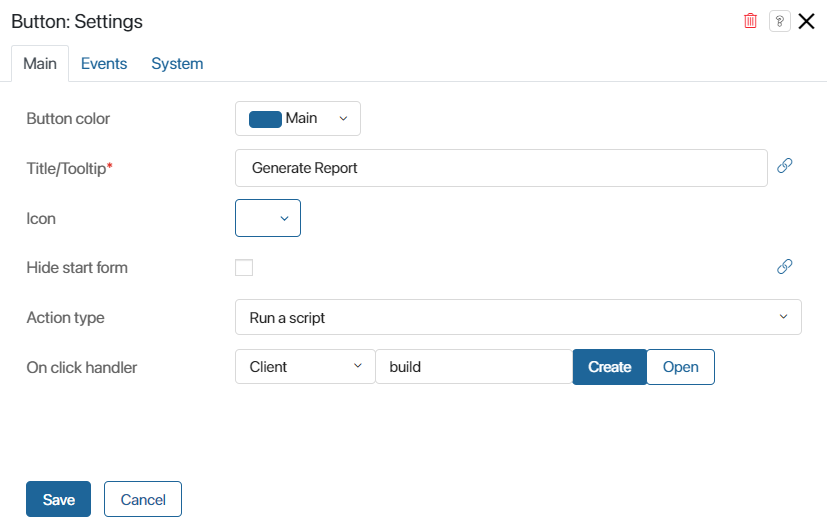 Button: Settings
?
Main Events System
Button color Main
Title/Tooltip* Generate Report
Icon
Hide start form
Action type Run a script
On click handler Client build Create Open
Save Cancel